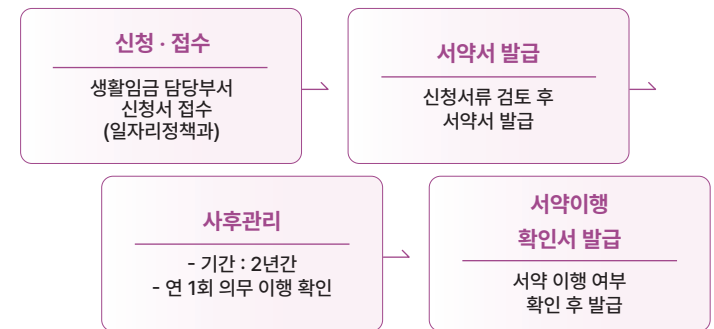 신청 · 접수
생활임금 담당부서
신청서 접수
(일자리정책과)
서약서 발급
신청서류 검토 후
서약서 발급
사후관리
- 기간 : 2년간
- 연 1회 의무 이행 확인
서약이행
확인서 발급
서약 이행 여부
확인 후 발급